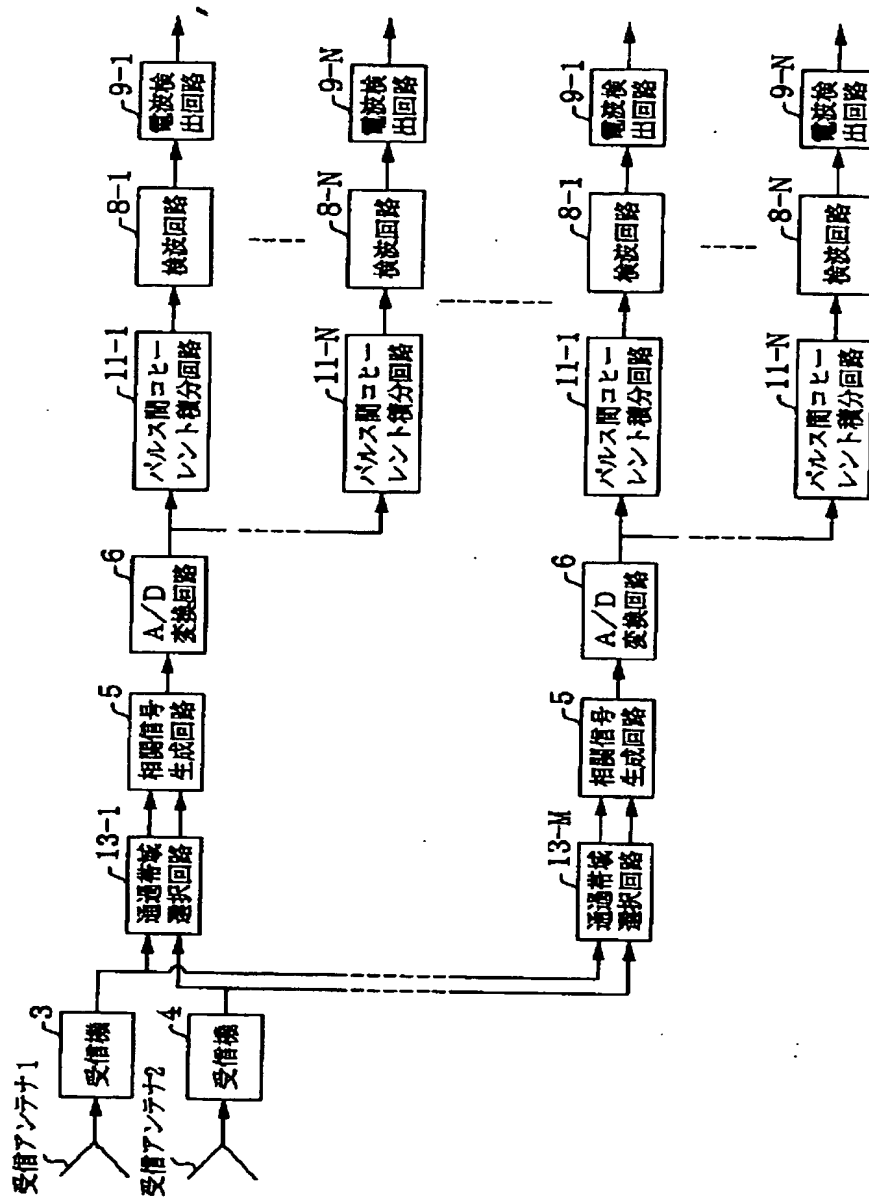 受信アンテナ1
3
受信機
受信アンテナ2
4
受信機
13-1
通過帯域
選択回路
5
相関信号
生成回路
6
A/D
変換回路
11-1
パルス間コヒー
レント積分回路
8-1
検波回路
9-1
電波検
出回路
11-N
パルス間コヒー
レント積分回路
8-N
検波回路
9-N
電波検
出回路
13-M
通過帯域
選択回路
5
相関信号
生成回路
6
A/D
変換回路
11-1
パルス間コヒー
レント積分回路
8-1
検波回路
9-1
電波検
出回路
11-N
パルス間コヒー
レント積分回路
8-N
検波回路
9-N
電波検
出回路